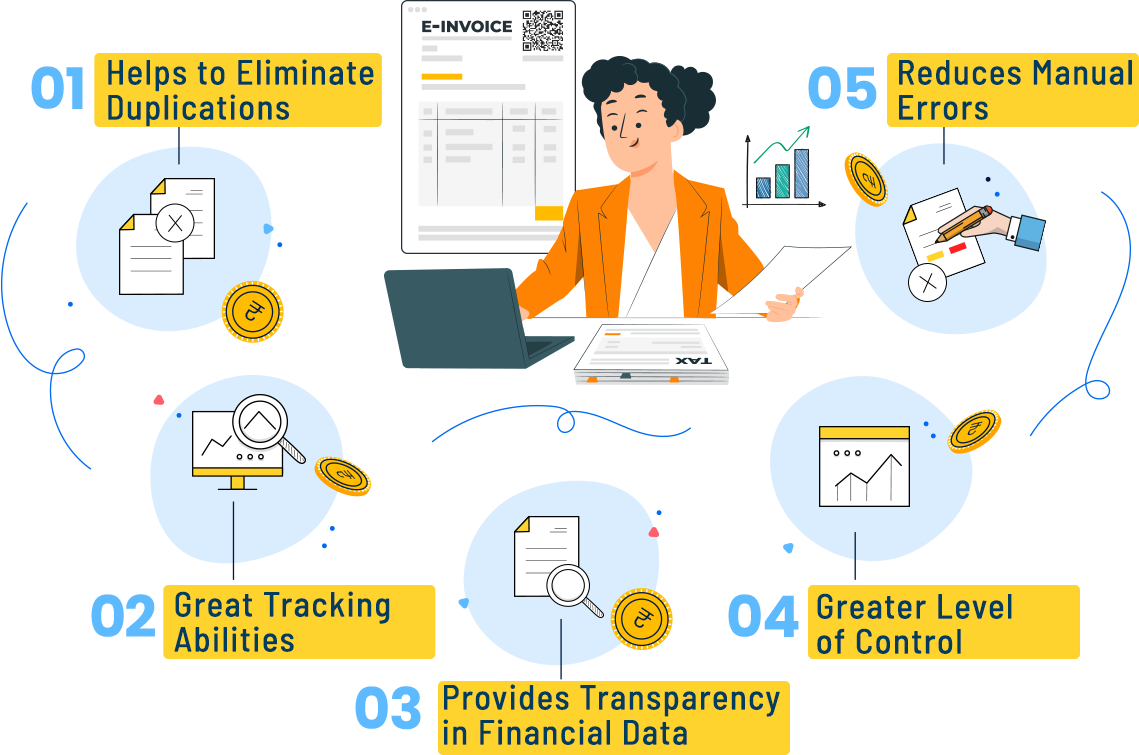 E-INVOICE
01
Helps to Eliminate
Duplications
02
Great Tracking
Abilities
03
Provides Transparency
in Financial Data
04
Greater Level
of Control
05
Reduces Manual
Errors
TAX
₹
₹
₹
₹
₹